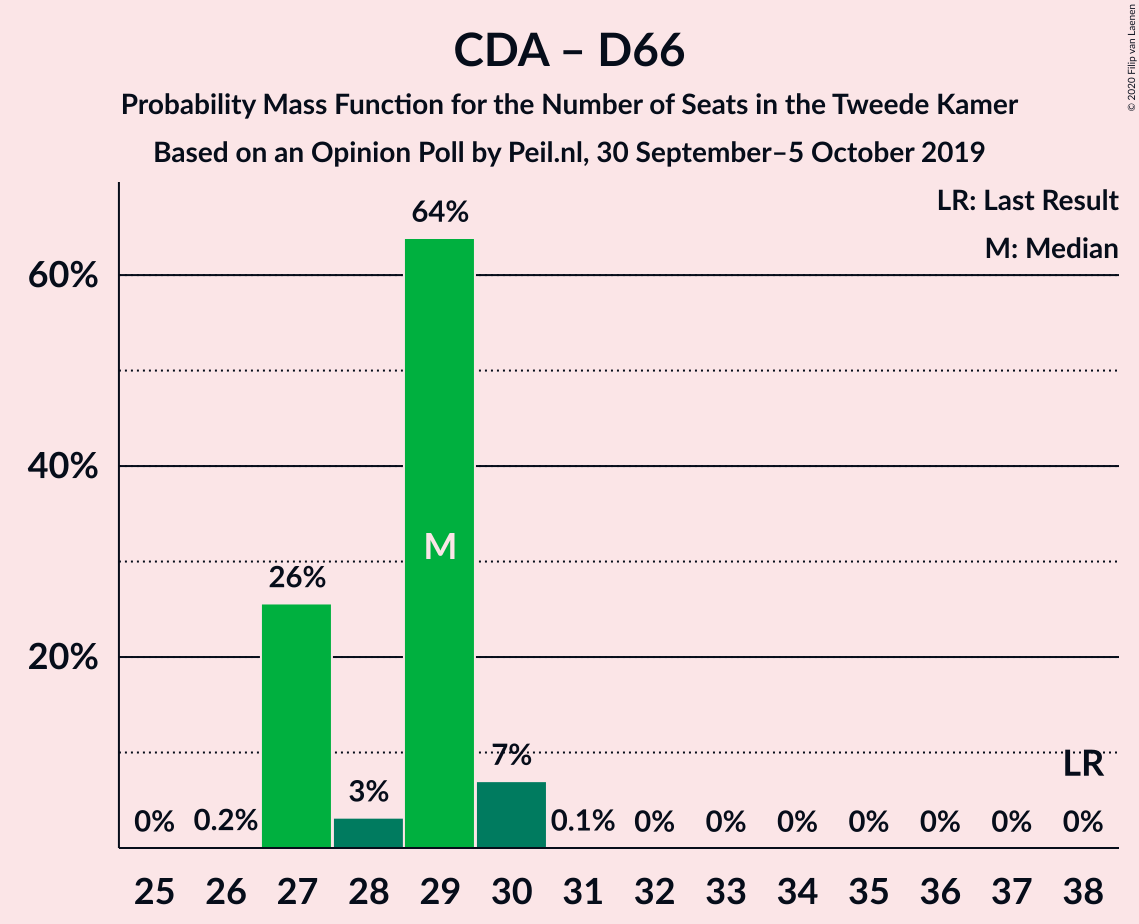 CDA – D66
Probability Mass Function for the Number of Seats in the Tweede Kamer
Based on an Opinion Poll by Peil.nl, 30 September–5 October 2019
© 2020 Filip van Laenen
LR: Last Result
M: Median
64%
60%
40%
M
26%
20%
LR
7%
3%
0% 0.2% 0.1% 0% 0% 0% 0% 0% 0% 0%
25 26 27 28 29 30 31 32 33 34 35 36 37 38